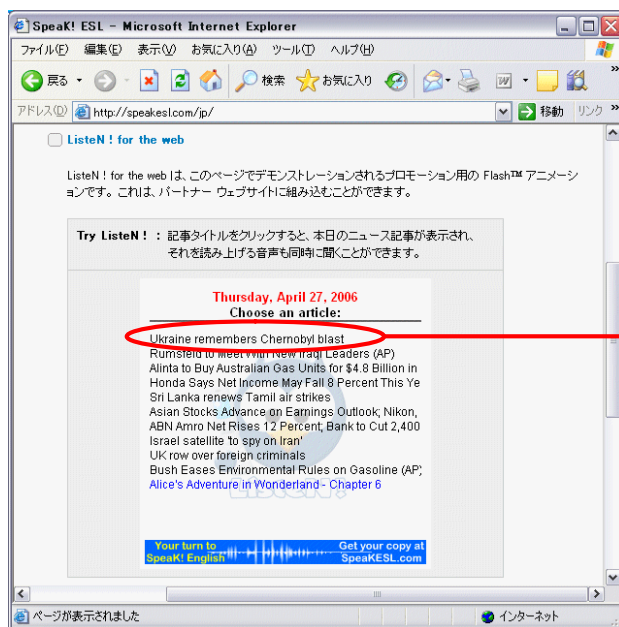 SpeaK! ESL - Microsoft Internet Explorer
ファイル(F) 編集(E) 表示(V) お気に入り(A) ツール(T) ヘルプ(H)
戻る 検索 お気に入り
アドレス(D) http://speakesl.com/jp/ 移動 リンク
ListeN ! for the web
ListeN ! for the web は、このページでデモンストレーションされるプロモーション用の Flash™ アニメーシ
ョンです。 これは、パートナー ウェブサイトに組み込むことができます。
Try ListeN ! : 記事タイトルをクリックすると、本日のニュース記事が表示され、
それを読み上げる音声も同時に聞くことができます。
Thursday, April 27, 2006
Choose an article:
Ukraine remembers Chernobyl blast
Rumsfeld to Meet With New Iraqi Leaders (AP)
Alinta to Buy Australian Gas Units for $4.8 Billion in
Honda Says Net Income May Fall 8 Percent This Ye
Sri Lanka renews Tamil air strikes
Asian Stocks Advance on Earnings Outlook; Nikon,
ABN Amro Net Rises 12 Percent; Bank to Cut 2,400
Israel satellite 'to spy on Iran'
UK row over foreign criminals
Bush Eases Environmental Rules on Gasoline (AP)
Alice's Adventure in Wonderland - Chapter 6
LISTEN!
Your turn to Get your copy at
SpeaK! English SpeaKESL.com
ページが表示されました インターネット